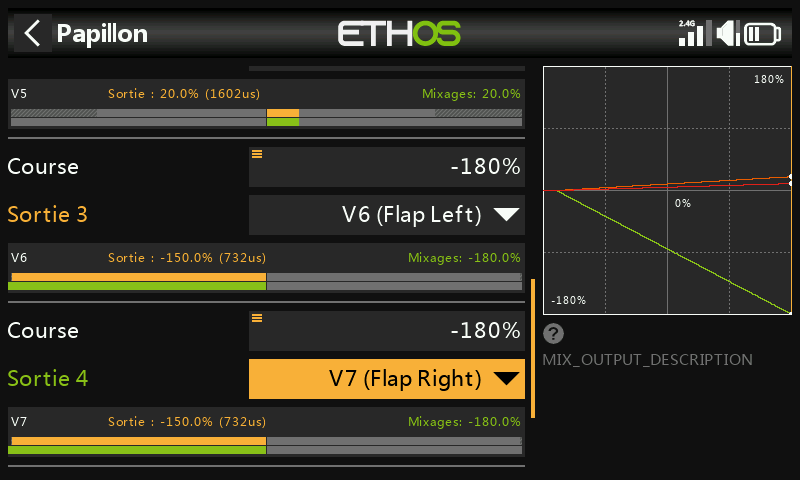 Papillon
ETHOS
2.4G
V5 Sortie : 20.0% (1602us) Mixages: 20.0%
Course -180%
Sortie 3 V6 (Flap Left)
V6 Sortie : -150.0% (732us) Mixages: -180.0%
Course -180%
Sortie 4 V7 (Flap Right)
V7 Sortie : -150.0% (732us) Mixages: -180.0%
180%
0%
-180%
?
MIX_OUTPUT_DESCRIPTION